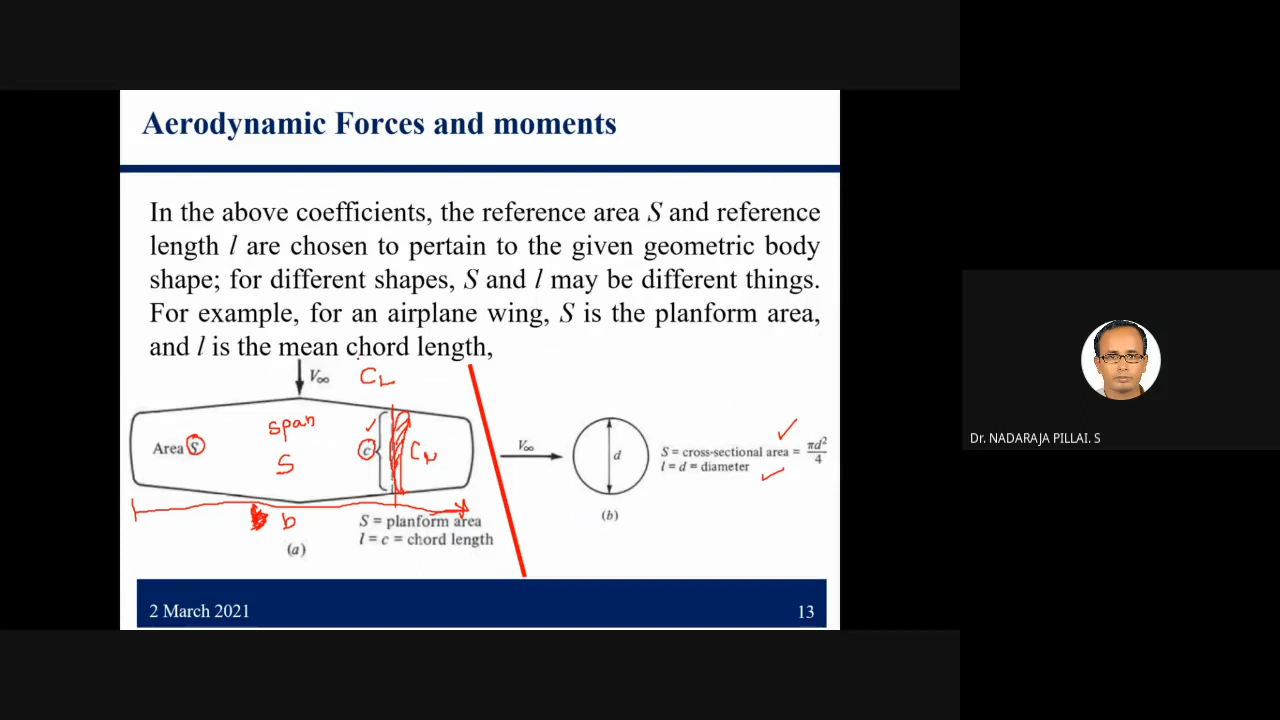 Aerodynamic Forces and moments
In the above coefficients, the reference area S and reference
length l are chosen to pertain to the given geometric body
shape; for different shapes, S and l may be different things.
For example, for an airplane wing, S is the planform area,
and l is the mean chord length,
V∞
C_L
span
Area S
S
c
b
S = planform area
l = c = chord length
(a)
V∞
d
S = cross-sectional area = πd²/4
l = d = diameter
(b)
2 March 2021
13
Dr. NADARAJA PILLAI. S